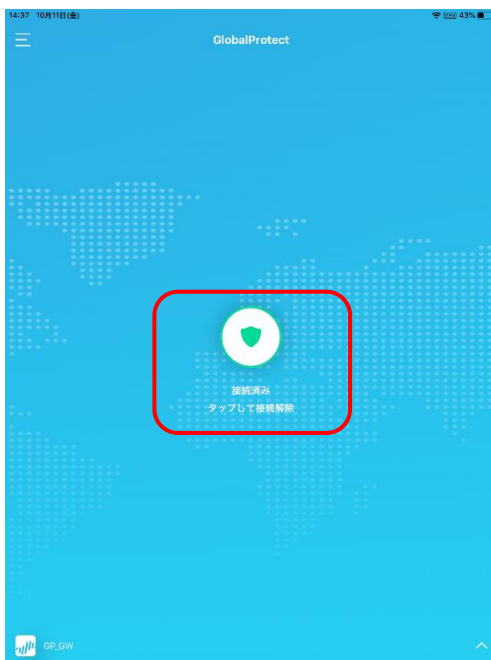 14:37 10月11日(金)
VPN 43%
GlobalProtect
接続済み
タップして接続解除
GP_GW